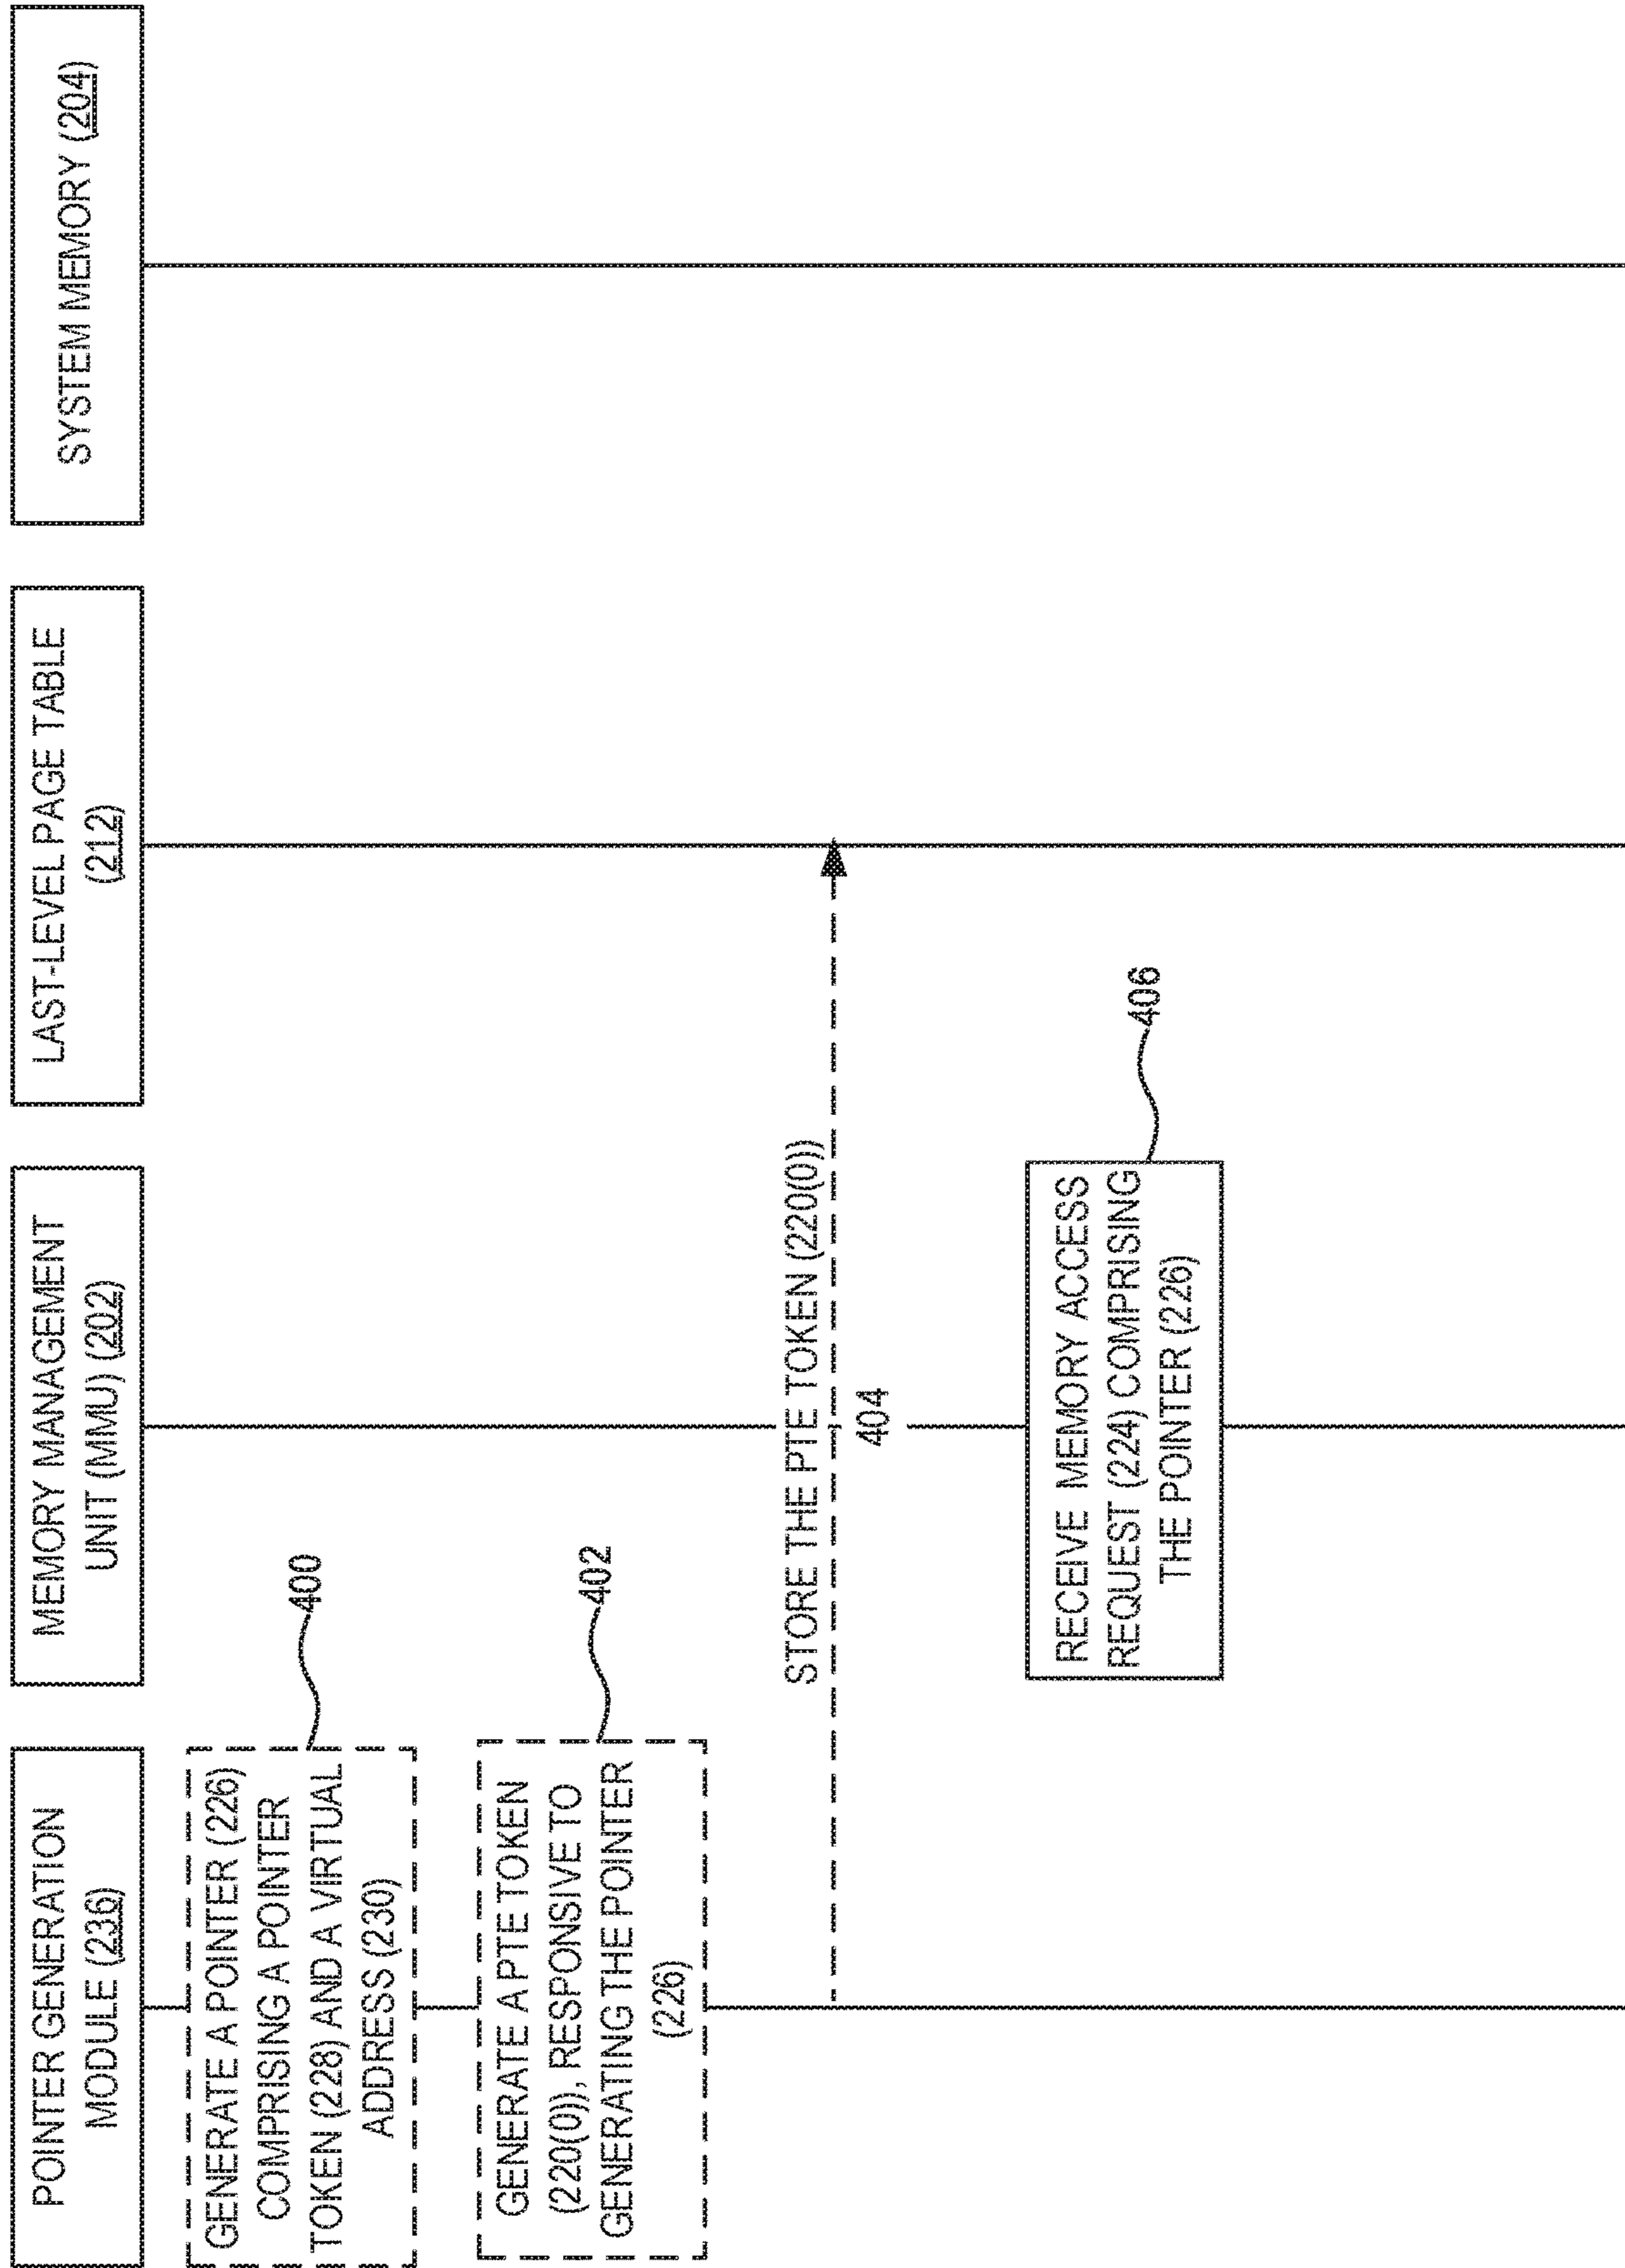 POINTER GENERATION
MODULE (236)
MEMORY MANAGEMENT
UNIT (MMU) (202)
LAST-LEVEL PAGE TABLE
(212)
SYSTEM MEMORY (204)
GENERATE A POINTER (226)
COMPRISING A POINTER
TOKEN (228) AND A VIRTUAL
ADDRESS (230)
400
GENERATE A PTE TOKEN
(220(0)), RESPONSIVE TO
GENERATING THE POINTER
(226)
402
STORE THE PTE TOKEN (220(0))
404
RECEIVE MEMORY ACCESS
REQUEST (224) COMPRISING
THE POINTER (226)
406